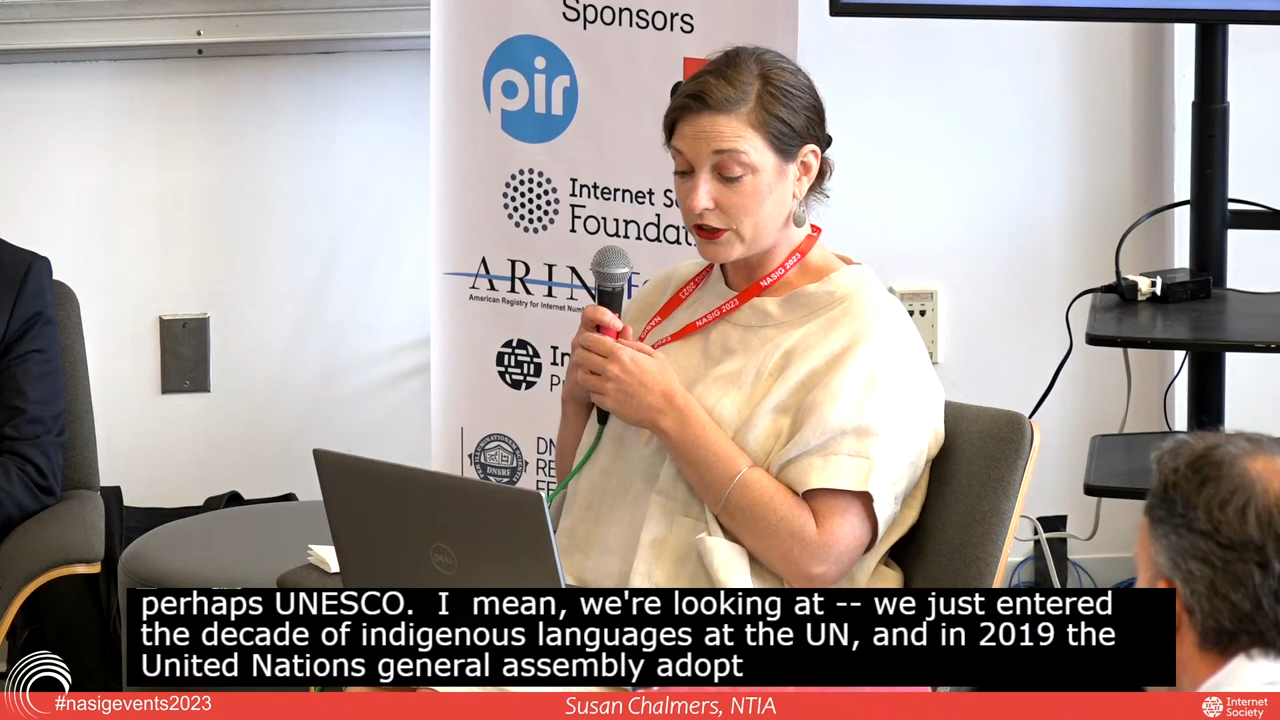 Sponsors
pir
Internet
Foundat
ARIN
American Registry for Internet
NASIG 2023
NASIG 2023
DELL
DNSRF
perhaps UNESCO.  I  mean, we're looking at -- we just entered
the decade of indigenous languages at the UN, and in 2019 the
United Nations general assembly adopt
#nasigevents2023
Susan Chalmers, NTIA
Internet
Society